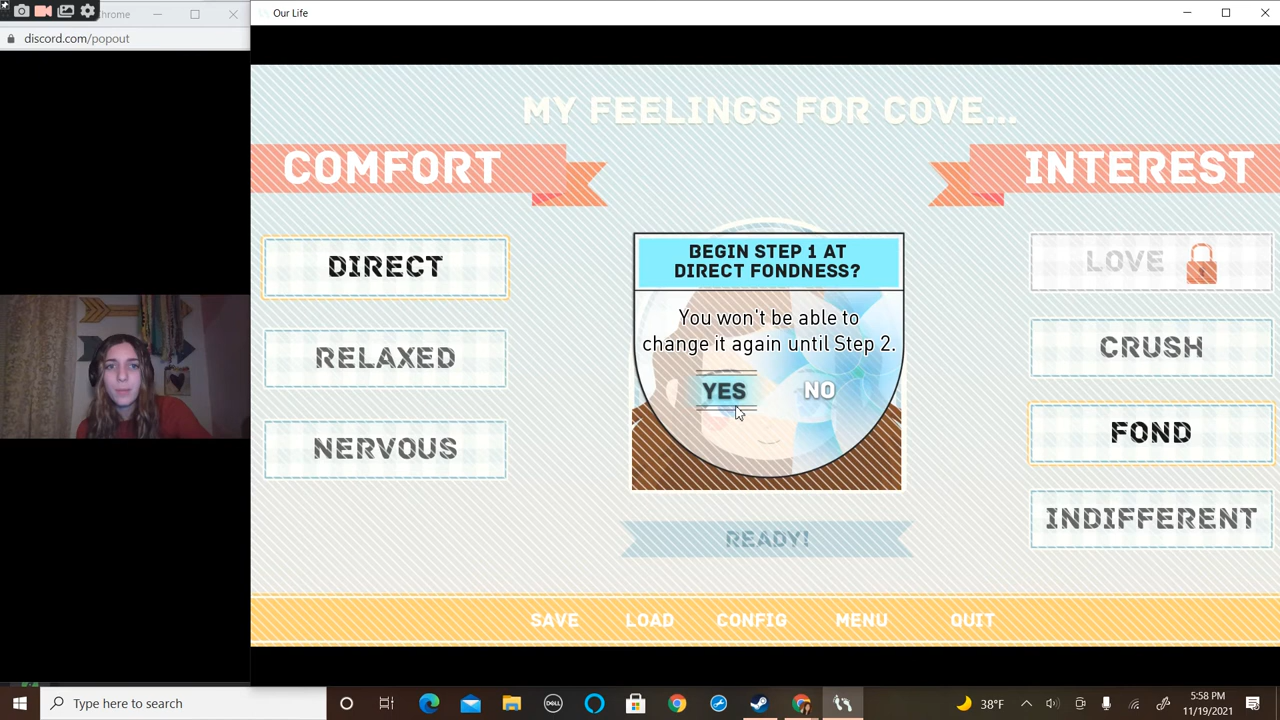 Chrome
discord.com/popout
Our Life
MY FEELINGS FOR COVE...
COMFORT
INTEREST
DIRECT
RELAXED
NERVOUS
BEGIN STEP 1 AT
DIRECT FONDNESS?
You won't be able to
change it again until Step 2.
YES NO
READY!
LOVE
CRUSH
FOND
INDIFFERENT
SAVE LOAD CONFIG MENU QUIT
Type here to search
DELL
38°F
5:58 PM
11/19/2021